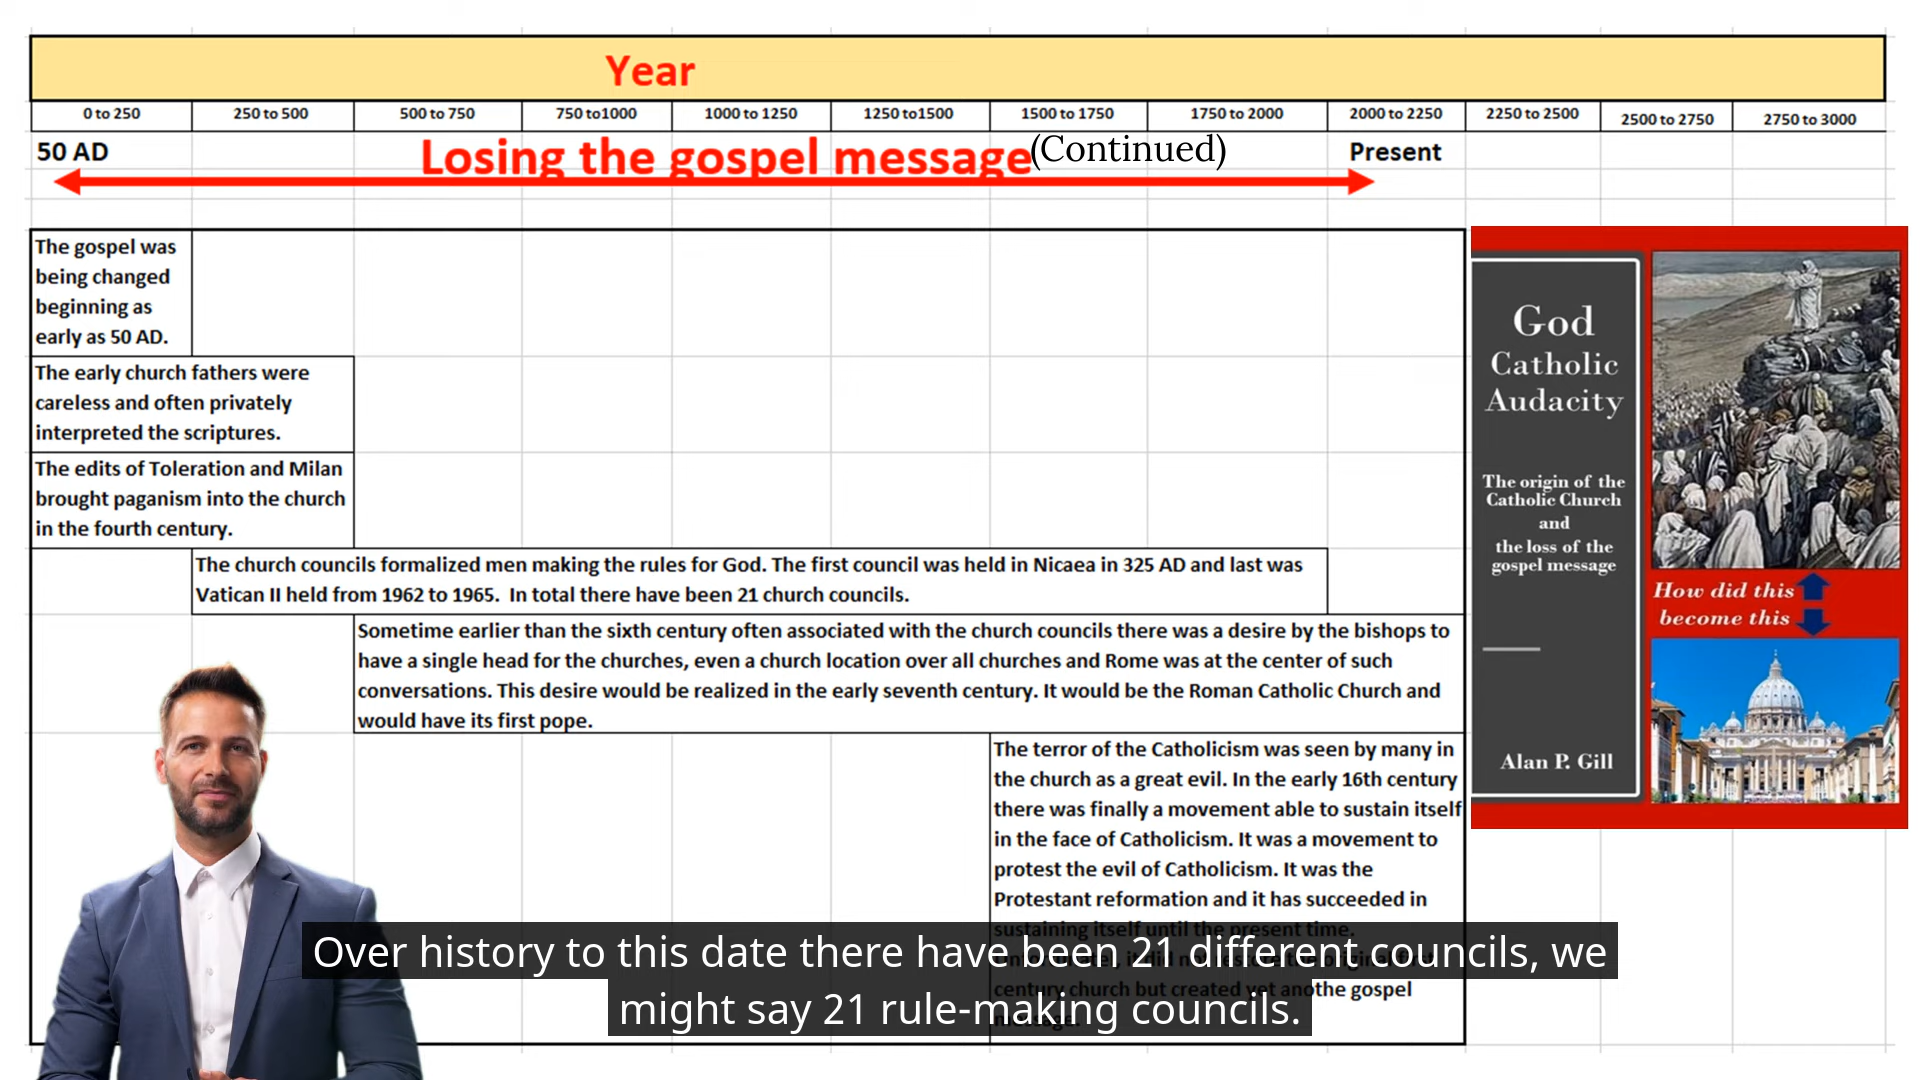 Year
0 to 250
250 to 500
500 to 750
750 to1000
1000 to 1250
1250 to1500
1500 to 1750
1750 to 2000
2000 to 2250
2250 to 2500
2500 to 2750
2750 to 3000
50 AD
Losing the gospel message
(Continued)
Present
The gospel was
being changed
beginning as
early as 50 AD.
The early church fathers were
careless and often privately
interpreted the scriptures.
The edits of Toleration and Milan
brought paganism into the church
in the fourth century.
The church councils formalized men making the rules for God. The first council was held in Nicaea in 325 AD and last was
Vatican II held from 1962 to 1965. In total there have been 21 church councils.
Sometime earlier than the sixth century often associated with the church councils there was a desire by the bishops to
have a single head for the churches, even a church location over all churches and Rome was at the center of such
conversations. This desire would be realized in the early seventh century. It would be the Roman Catholic Church and
would have its first pope.
The terror of the Catholicism was seen by many in
the church as a great evil. In the early 16th century
there was finally a movement able to sustain itself
in the face of Catholicism. It was a movement to
protest the evil of Catholicism. It was the
Protestant reformation and it has succeeded in
sustaining itself until the present time.
century church but created yet anothe gospel
God
Catholic
Audacity
The origin of the
Catholic Church
and
the loss of the
gospel message
Alan P. Gill
How did this
become this
Over history to this date there have been 21 different councils, we
might say 21 rule-making councils.